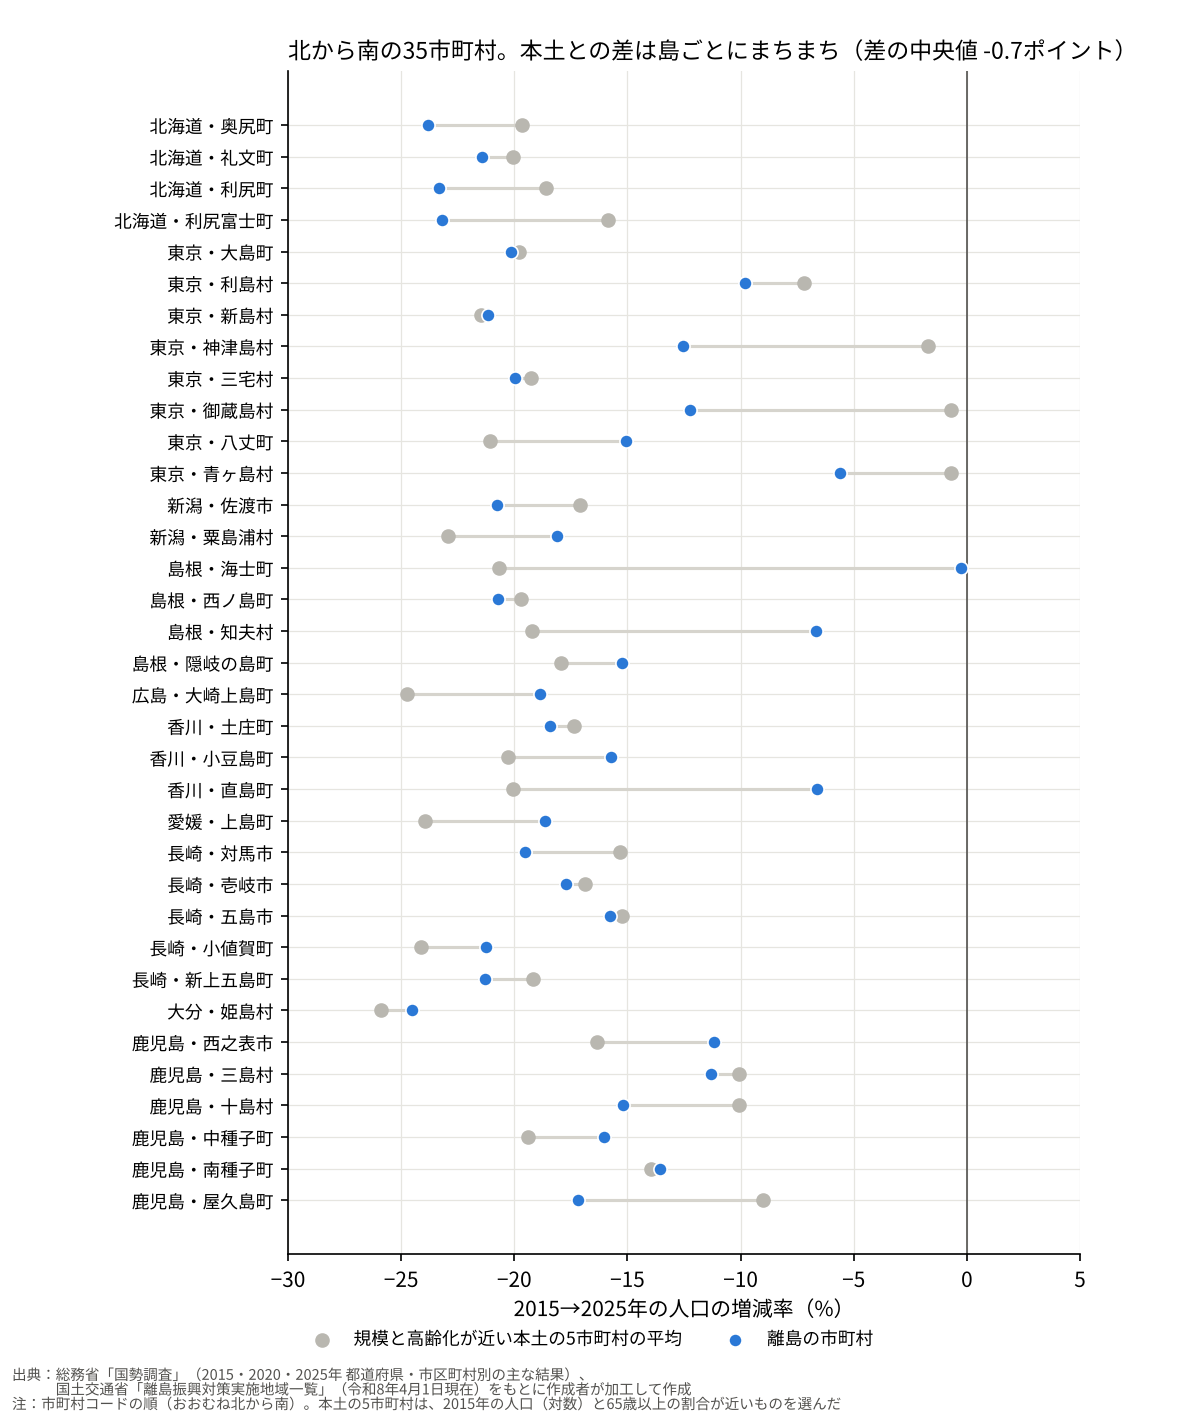 北から南の35市町村。本土との差は島ごとにまちまち（差の中央値 -0.7ポイント）
北海道・奥尻町
北海道・礼文町
北海道・利尻町
北海道・利尻富士町
東京・大島町
東京・利島村
東京・新島村
東京・神津島村
東京・三宅村
東京・御蔵島村
東京・八丈町
東京・青ヶ島村
新潟・佐渡市
新潟・粟島浦村
島根・海士町
島根・西ノ島町
島根・知夫村
島根・隠岐の島町
広島・大崎上島町
香川・土庄町
香川・小豆島町
香川・直島町
愛媛・上島町
長崎・対馬市
長崎・壱岐市
長崎・五島市
長崎・小値賀町
長崎・新上五島町
大分・姫島村
鹿児島・西之表市
鹿児島・三島村
鹿児島・十島村
鹿児島・中種子町
鹿児島・南種子町
鹿児島・屋久島町
−30 −25 −20 −15 −10 −5 0 5
2015→2025年の人口の増減率（%）
規模と高齢化が近い本土の5市町村の平均 離島の市町村
出典：総務省「国勢調査」（2015・2020・2025年 都道府県・市区町村別の主な結果）、
国土交通省「離島振興対策実施地域一覧」（令和8年4月1日現在）をもとに作成者が加工して作成
注：市町村コードの順（おおむね北から南）。本土の5市町村は、2015年の人口（対数）と65歳以上の割合が近いものを選んだ